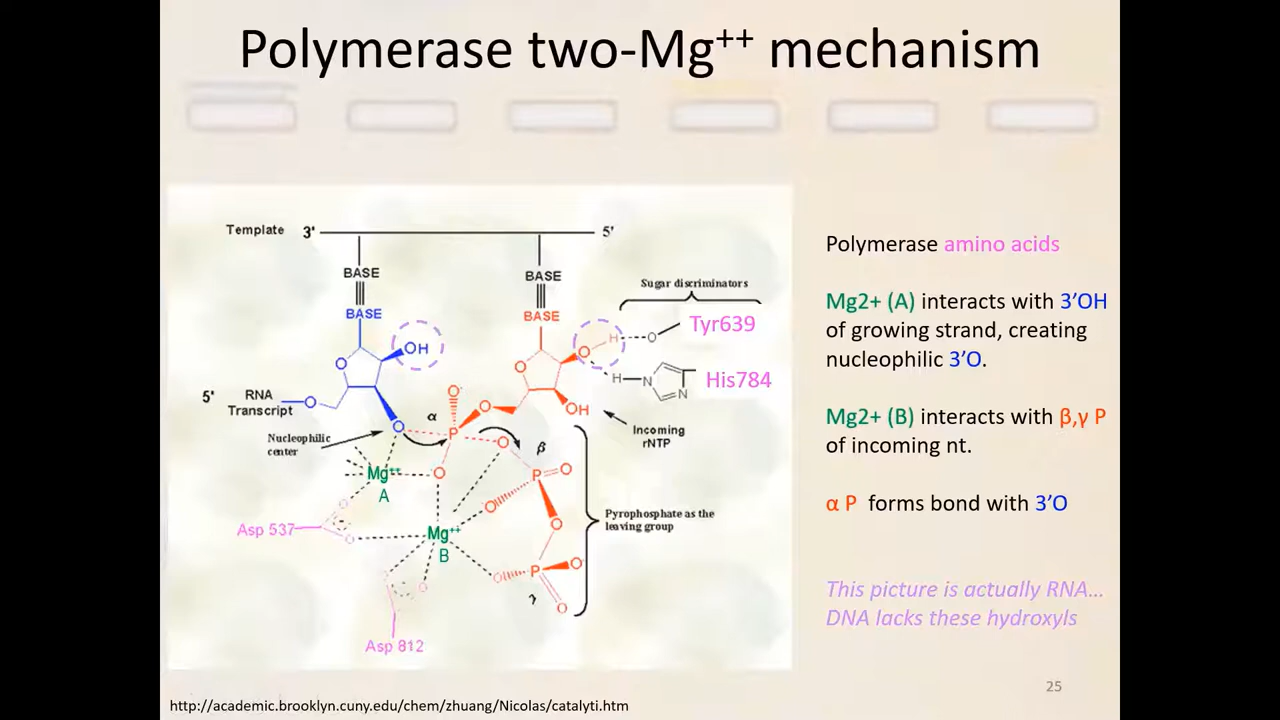 Polymerase two-Mg⁺⁺ mechanism
Template 3' 5'
BASE BASE
BASE BASE
Sugar discriminators
Tyr639
OH
O
O H O
O
H N
N
His784
5' RNA
Transcript
O
O
α
O
OH
Incoming
rNTP
Nucleophilic
center
O
P
O
β
Mg⁺⁺
A
O
P
O
O
Pyrophosphate as the
leaving group
Asp 537
O
O
Mg⁺⁺
B
O
O
P
O
O
γ
O
Asp 812
Polymerase amino acids
Mg2+ (A) interacts with 3’OH
of growing strand, creating
nucleophilic 3’O.
Mg2+ (B) interacts with β,γ P
of incoming nt.
α P forms bond with 3’O
This picture is actually RNA…
DNA lacks these hydroxyls
25
http://academic.brooklyn.cuny.edu/chem/zhuang/Nicolas/catalyti.htm